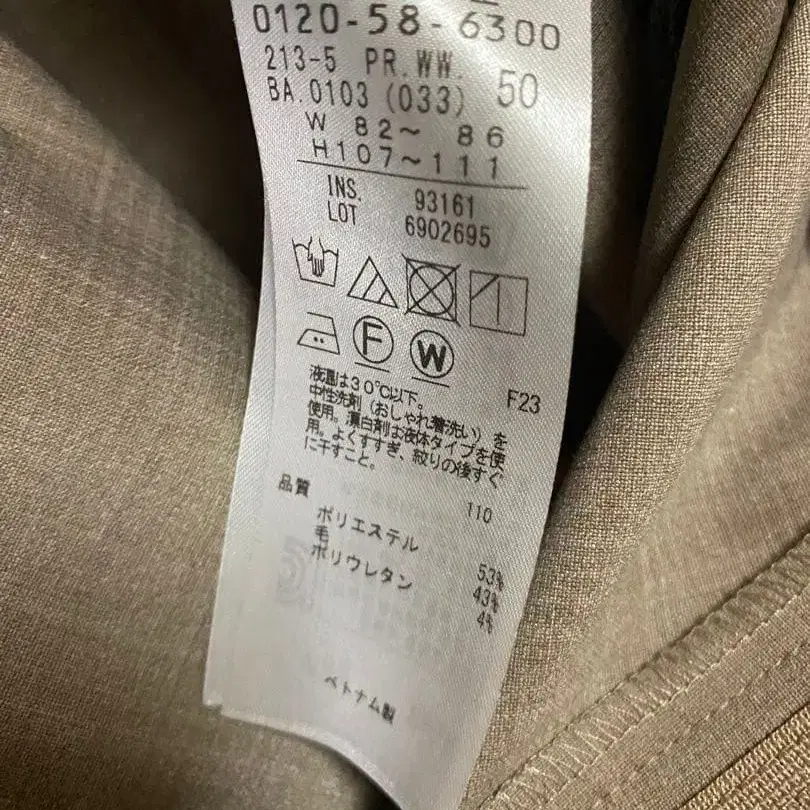 0120-58-6300
213-5 PR.WW. 50
BA.0103 (033)
W 82～ 86
H107～111
INS. 93161
LOT 6902695
F
W
液温は30℃以下。
中性洗剤（おしゃれ着洗い）を
使用。漂白剤は液体タイプを使
用。よくすすぎ、絞りの後すぐ
に干すこと。
F23
品質
110
ポリエステル 53%
毛 43%
ポリウレタン 4%
ベトナム製